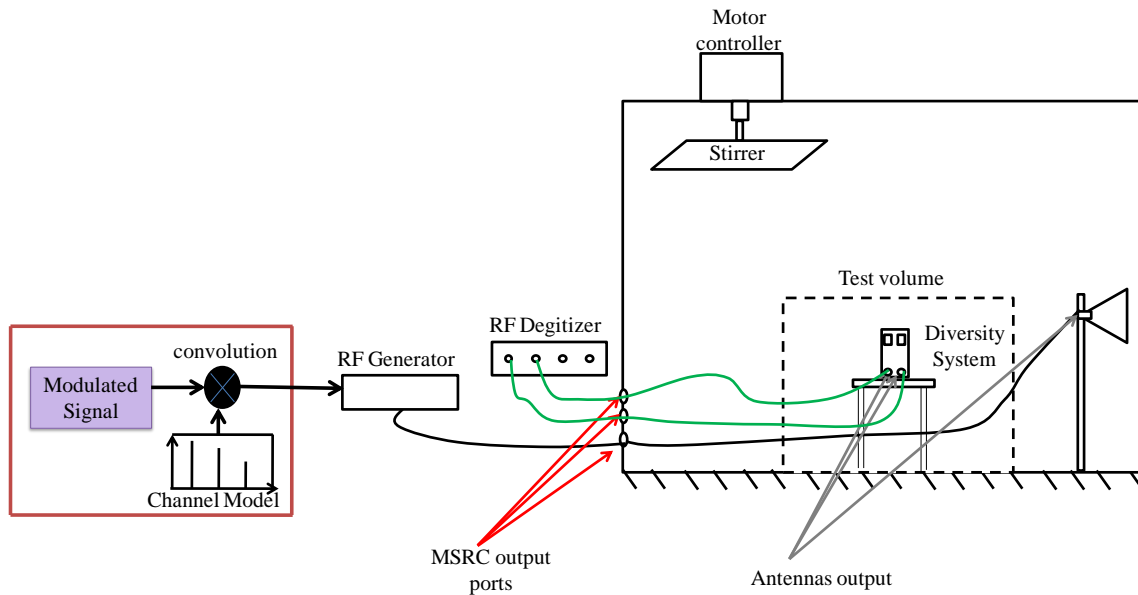 Motor
controller
Stirrer
Test volume
RF Degitizer
Diversity
System
convolution
RF Generator
Modulated
Signal
Channel Model
MSRC output
ports
Antennas output